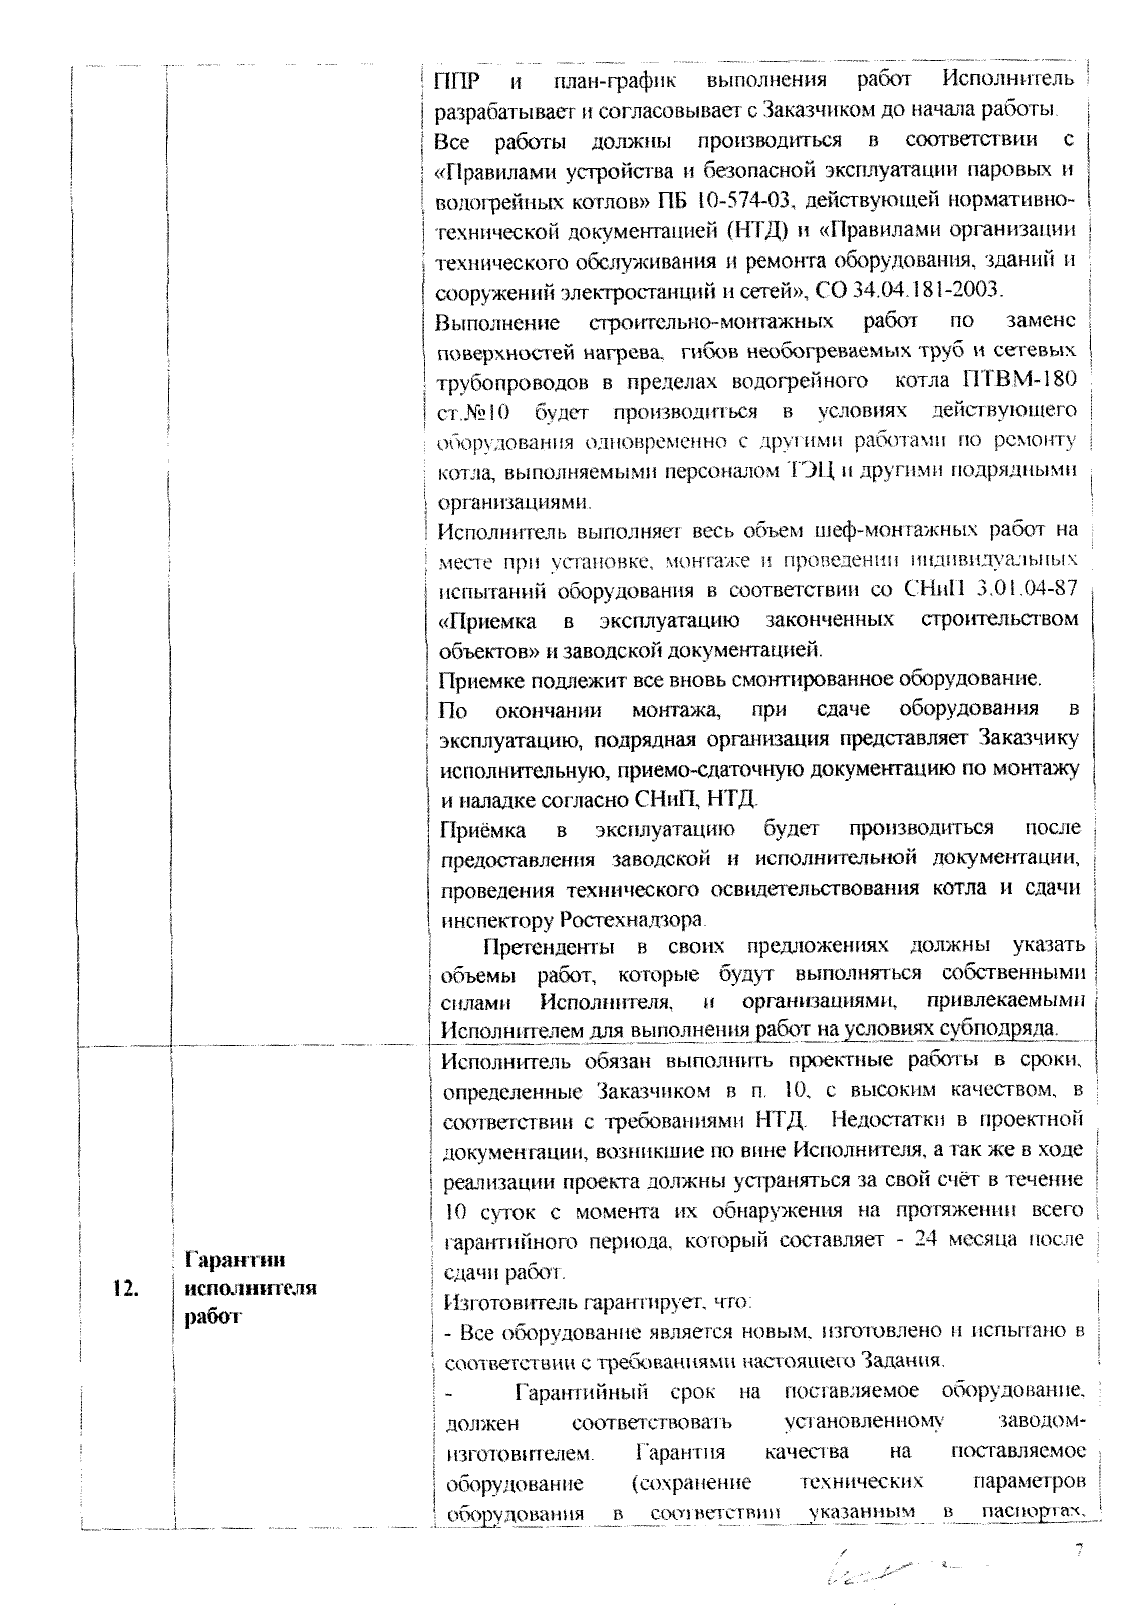 ППР и план-график выполнения работ Исполнитель
разрабатывает и согласовывает с Заказчиком до начала работы.
Все работы должны производиться в соответствии с
«Правилами устройства и безопасной эксплуатации паровых и
водогрейных котлов» ПБ 10-574-03, действующей нормативно-
технической документацией (НТД) и «Правилами организации
технического обслуживания и ремонта оборудования, зданий и
сооружений электростанций и сетей», СО 34.04.181-2003.
Выполнение строительно-монтажных работ по замене
поверхностей нагрева, гибов необогреваемых труб и сетевых
трубопроводов в пределах водогрейного котла ПТВМ-180
ст.№10 будет производиться в условиях действующего
оборудования одновременно с другими работами по ремонту
котла, выполняемыми персоналом ТЭЦ и другими подрядными
организациями.
Исполнитель выполняет весь объем шеф-монтажных работ на
месте при установке, монтаже и проведении индивидуальных
испытаний оборудования в соответствии со СНиП 3.01.04-87
«Приемка в эксплуатацию законченных строительством
объектов» и заводской документацией.
Приемке подлежит все вновь смонтированное оборудование.
По окончании монтажа, при сдаче оборудования в
эксплуатацию, подрядная организация представляет Заказчику
исполнительную, приемо-сдаточную документацию по монтажу
и наладке согласно СНиП, НТД.
Приёмка в эксплуатацию будет производиться после
предоставления заводской и исполнительной документации,
проведения технического освидетельствования котла и сдачи
инспектору Ростехнадзора.
Претенденты в своих предложениях должны указать
объемы работ, которые будут выполняться собственными
силами Исполнителя, и организациями, привлекаемыми
Исполнителем для выполнения работ на условиях субподряда.
12.
Гарантии
исполнителя
работ
Исполнитель обязан выполнить проектные работы в сроки,
определенные Заказчиком в п. 10, с высоким качеством, в
соответствии с требованиями НТД. Недостатки в проектной
документации, возникшие по вине Исполнителя, а так же в ходе
реализации проекта должны устраняться за свой счёт в течение
10 суток с момента их обнаружения на протяжении всего
гарантийного периода, который составляет - 24 месяца после
сдачи работ.
Изготовитель гарантирует, что:
- Все оборудование является новым, изготовлено и испытано в
соответствии с требованиями настоящего Задания.
- Гарантийный срок на поставляемое оборудование,
должен соответствовать установленному заводом-
изготовителем. Гарантия качества на поставляемое
оборудование (сохранение технических параметров
оборудования в соответствии указанным в паспортах,
7